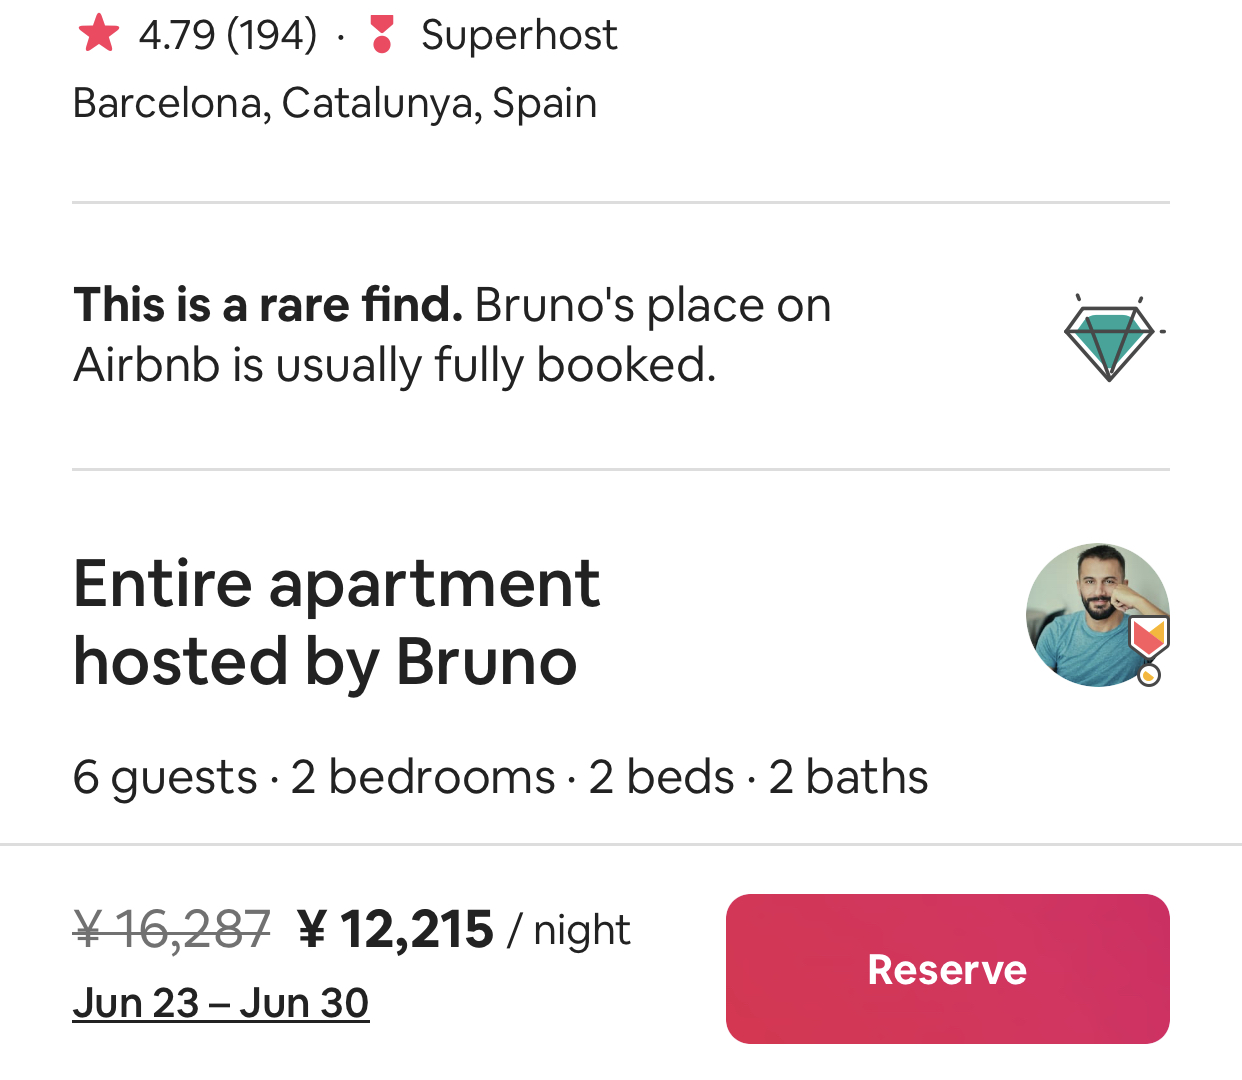 4.79 (194) · Superhost
Barcelona, Catalunya, Spain
This is a rare find. Bruno's place on
Airbnb is usually fully booked.
Entire apartment
hosted by Bruno
6 guests · 2 bedrooms · 2 beds · 2 baths
¥ 16,287 ¥ 12,215 / night
Jun 23 – Jun 30
Reserve